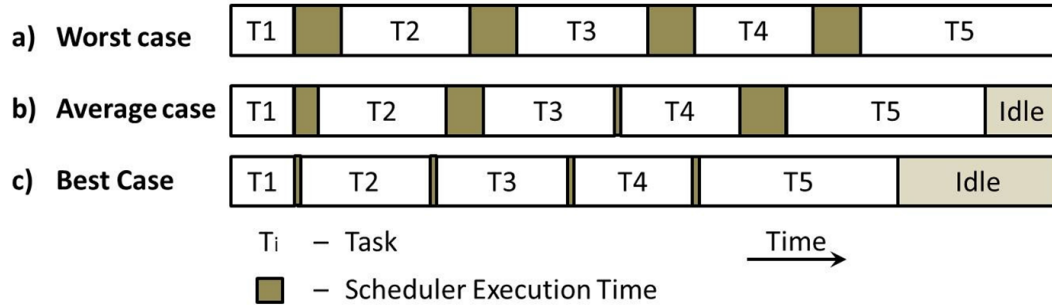 a) Worst case T1 T2 T3 T4 T5
b) Average case T1 T2 T3 T4 T5 Idle
c) Best Case T1 T2 T3 T4 T5 Idle
Ti – Task Time
– Scheduler Execution Time